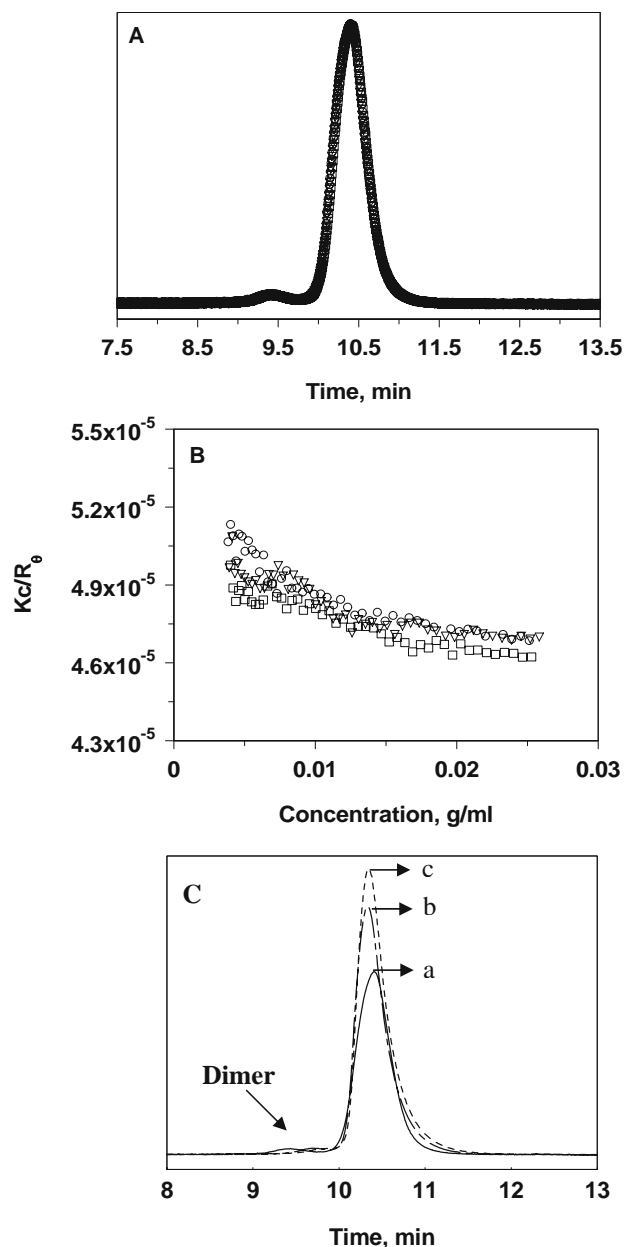 A
7.5 8.5 9.5 10.5 11.5 12.5 13.5
Time, min
B
5.5x10⁻⁵
5.2x10⁻⁵
4.9x10⁻⁵
4.6x10⁻⁵
4.3x10⁻⁵
Kc/Rθ
0 0.01 0.02 0.03
Concentration, g/ml
C
c
b
a
Dimer
8 9 10 11 12 13
Time, min